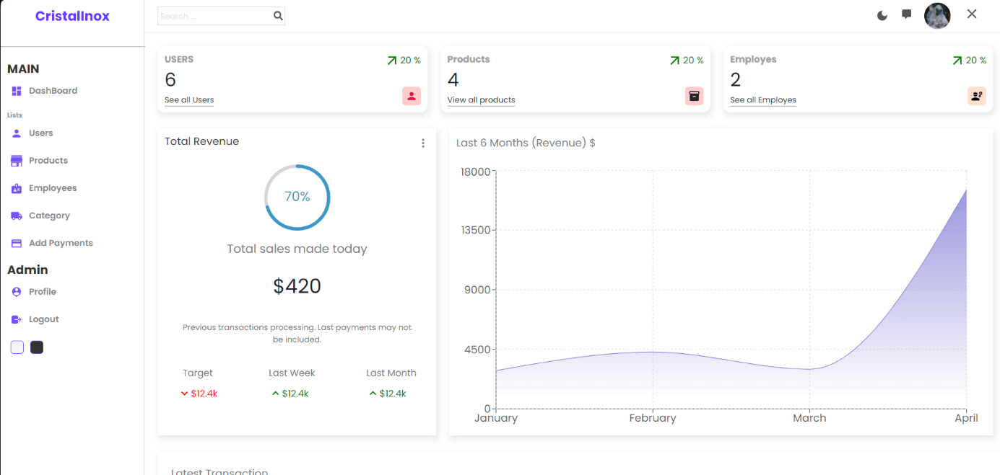 CristalInox
Search ...
MAIN
DashBoard
Lists
Users
Products
Employees
Category
Add Payments
Admin
Profile
Logout
USERS
20 %
6
See all Users
Products
20 %
4
View all products
Employes
20 %
2
See all Employes
Total Revenue
70%
Total sales made today
$420
Previous transactions processing. Last payments may not
be included.
Target
Last Week
Last Month
$12.4k
$12.4k
$12.4k
Last 6 Months (Revenue) $
18000
13500
9000
4500
0
January
February
March
April
Latest Transaction